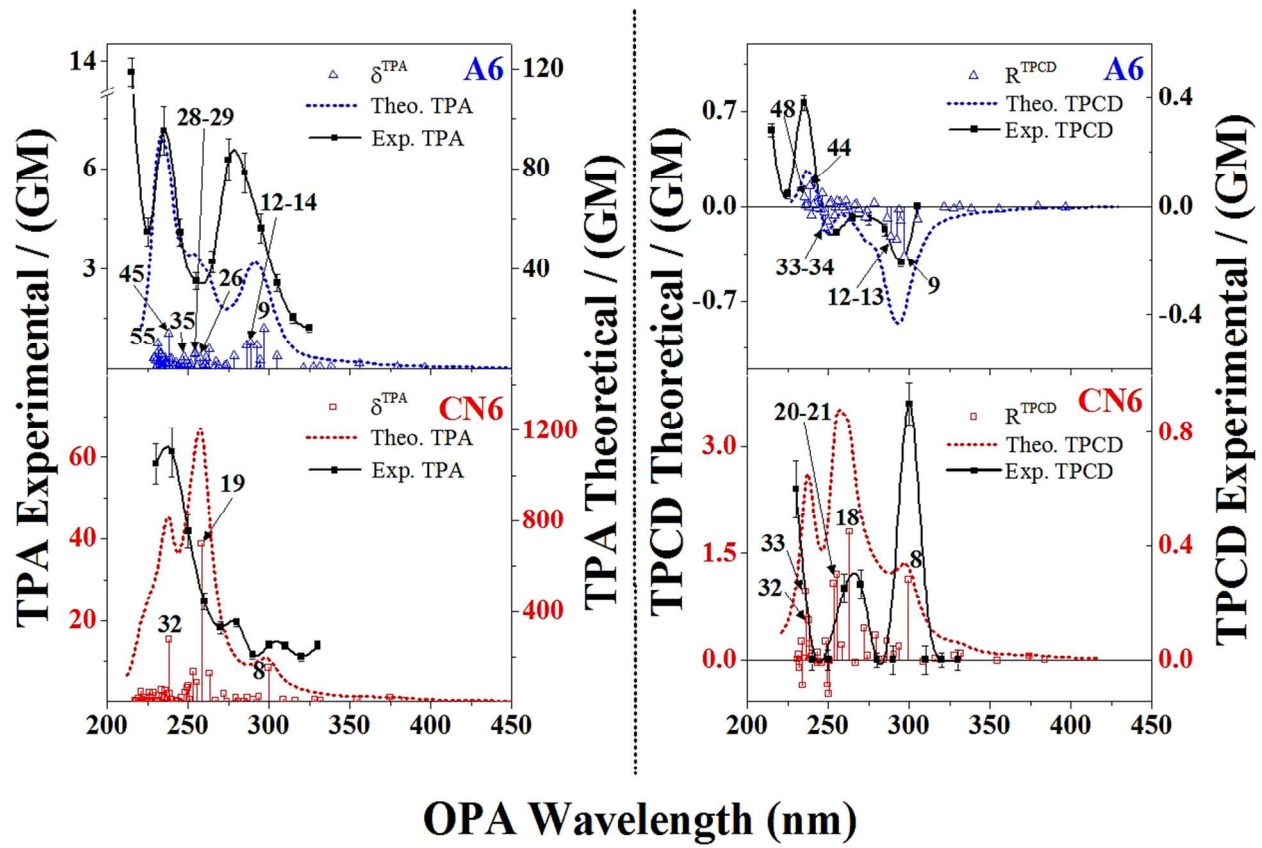 TPA Experimental / (GM)
14
6
3
δTPA
A6
Theo. TPA
Exp. TPA
28-29
12-14
45
26
9
55
35
120
80
40
TPA Theoretical / (GM)
60
40
20
δTPA
CN6
Theo. TPA
Exp. TPA
19
32
8
1200
800
400
200 250 300 350 400 450
TPCD Theoretical / (GM)
0.7
0.0
-0.7
RTPCD
A6
Theo. TPCD
Exp. TPCD
48
44
33-34
12-13
9
0.4
0.0
-0.4
TPCD Experimental / (GM)
3.0
1.5
0.0
RTPCD
CN6
Theo. TPCD
Exp. TPCD
20-21
18
33
8
32
0.8
0.4
0.0
200 250 300 350 400 450
OPA Wavelength (nm)